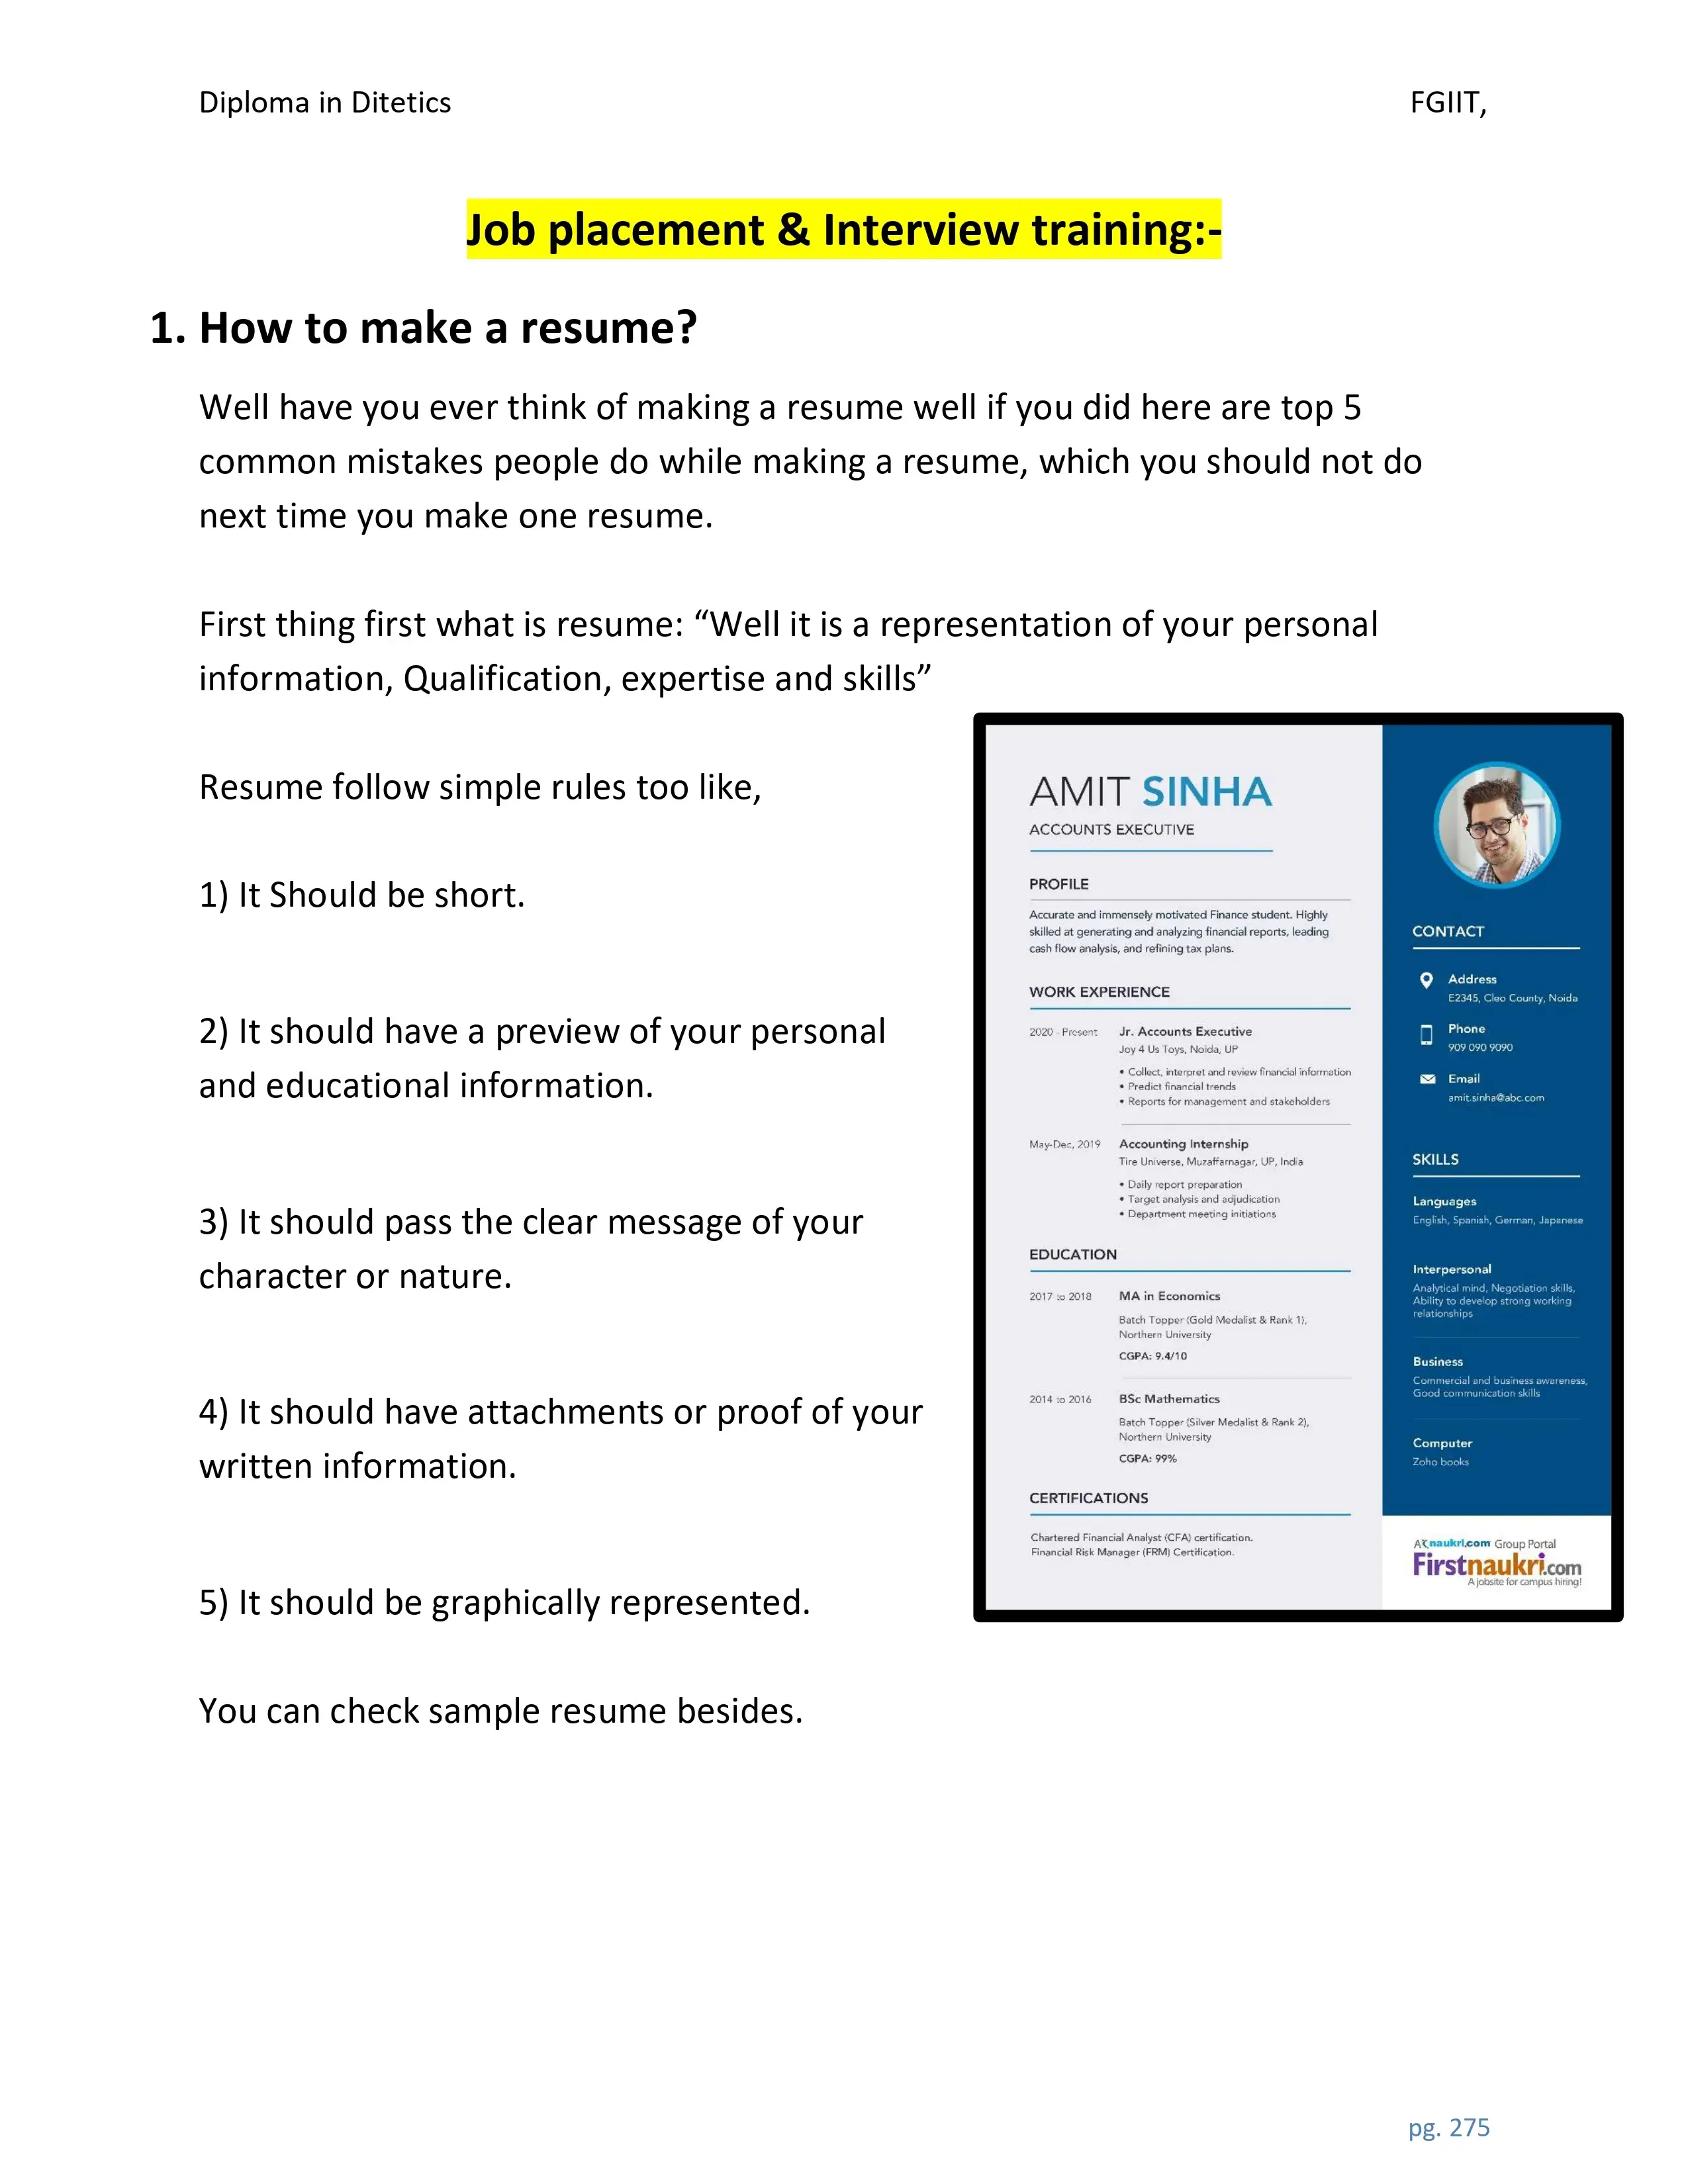 Diploma in Ditetics FGIIT,
Job placement & Interview training:-
1. How to make a resume?
Well have you ever think of making a resume well if you did here are top 5
common mistakes people do while making a resume, which you should not do
next time you make one resume.
First thing first what is resume: “Well it is a representation of your personal
information, Qualification, expertise and skills”
Resume follow simple rules too like,
1) It Should be short.
2) It should have a preview of your personal
and educational information.
3) It should pass the clear message of your
character or nature.
4) It should have attachments or proof of your
written information.
5) It should be graphically represented.
You can check sample resume besides.
AMIT SINHA
ACCOUNTS EXECUTIVE
PROFILE
Accurate and immensely motivated Finance student. Highly
skilled at generating and analyzing financial reports, leading
cash flow analysis, and refining tax plans.
WORK EXPERIENCE
2020 - Present Jr. Accounts Executive
Joy 4 Us Toys, Noida, UP
• Collect, interpret and review financial information
• Predict financial trends
• Reports for management and stakeholders
May-Dec, 2019 Accounting Internship
Tire Universe, Muzaffarnagar, UP, India
• Daily report preparation
• Target analysis and adjudication
• Department meeting initiations
EDUCATION
2017 to 2018 MA in Economics
Batch Topper (Gold Medalist & Rank 1),
Northern University
CGPA: 9.4/10
2014 to 2016 BSc Mathematics
Batch Topper (Silver Medalist & Rank 2),
Northern University
CGPA: 99%
CERTIFICATIONS
Chartered Financial Analyst (CFA) certification.
Financial Risk Manager (FRM) Certification.
CONTACT
Address
E2345, Cleo County, Noida
Phone
909 090 9090
Email
amit.sinha@abc.com
SKILLS
Languages
English, Spanish, German, Japanese
Interpersonal
Analytical mind, Negotiation skills,
Ability to develop strong working
relationships
Business
Commercial and business awareness,
Good communication skills
Computer
Zoho books
A naukri.com Group Portal
Firstnaukri.com
A jobsite for campus hiring!
pg. 275